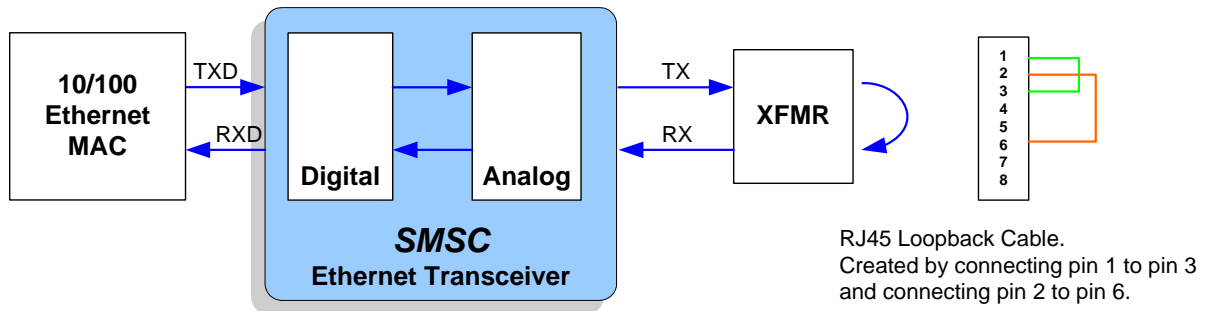 10/100
Ethernet
MAC
TXD
RXD
Digital
Analog
SMSC
Ethernet Transceiver
TX
RX
XFMR
1
2
3
4
5
6
7
8
RJ45 Loopback Cable.
Created by connecting pin 1 to pin 3
and connecting pin 2 to pin 6.